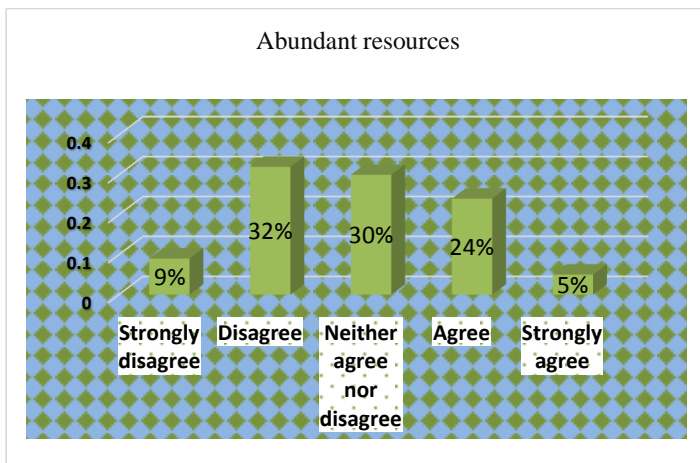 Abundant resources
0.4
0.3
0.2
0.1
0
9%
32%
30%
24%
5%
Strongly
disagree
Disagree
Neither
agree
nor
disagree
Agree
Strongly
agree